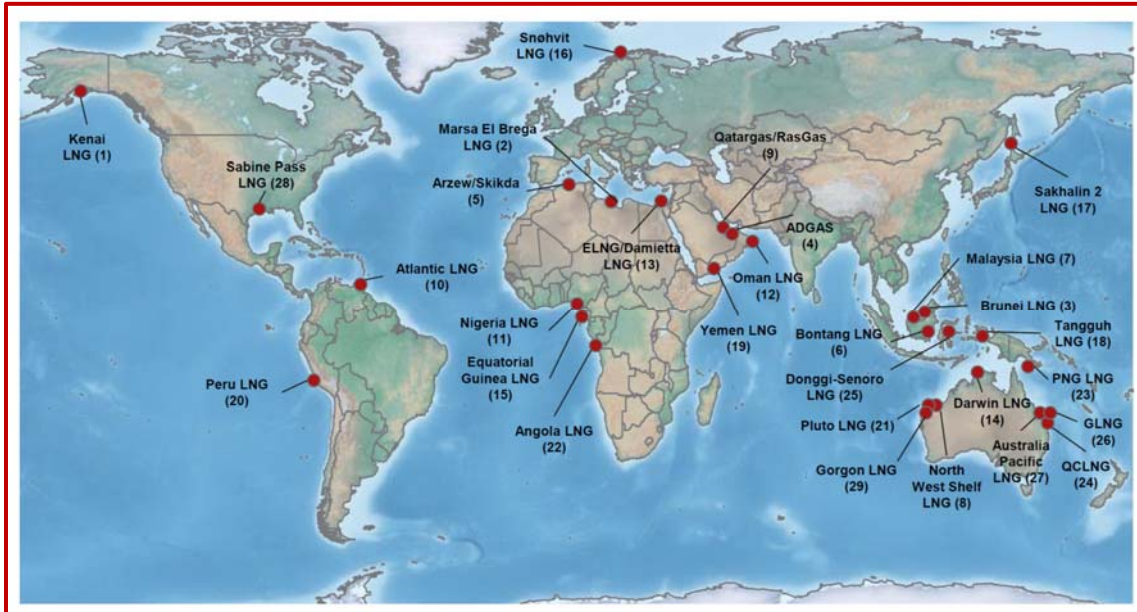 Snøhvit
LNG (16)
Kenai
LNG (1)
Sabine Pass
LNG (28)
Marsa El Brega
LNG (2)
Arzew/Skikda
(5)
Qatargas/RasGas
(9)
Sakhalin 2
LNG (17)
ELNG/Damietta
LNG (13)
ADGAS
(4)
Oman LNG
(12)
Atlantic LNG
(10)
Malaysia LNG (7)
Brunei LNG (3)
Nigeria LNG
(11)
Yemen LNG
(19)
Bontang LNG
(6)
Tangguh
LNG (18)
Equatorial
Guinea LNG
(15)
Donggi-Senoro
LNG (25)
PNG LNG
(23)
Peru LNG
(20)
Angola LNG
(22)
Darwin LNG
(14)
Pluto LNG (21)
GLNG
(26)
Australia
Pacific
LNG (27)
Gorgon LNG
(29)
North
West Shelf
LNG (8)
QCLNG
(24)